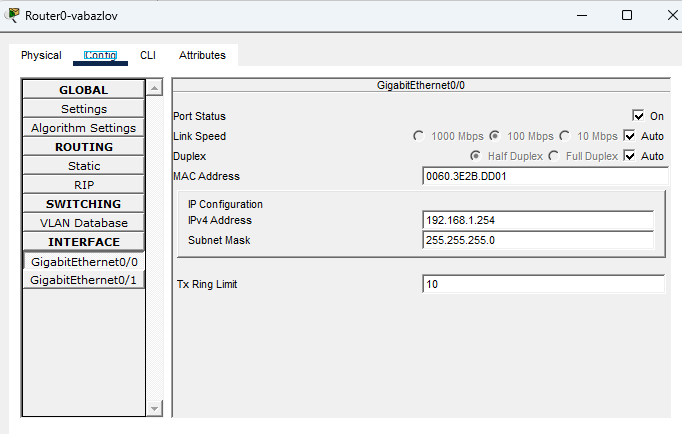 Router0-vabazlov
Physical Config CLI Attributes
GLOBAL
Settings
Algorithm Settings
ROUTING
Static
RIP
SWITCHING
VLAN Database
INTERFACE
GigabitEthernet0/0
GigabitEthernet0/1
GigabitEthernet0/0
Port Status On
Link Speed 1000 Mbps 100 Mbps 10 Mbps Auto
Duplex Half Duplex Full Duplex Auto
MAC Address 0060.3E2B.DD01
IP Configuration
IPv4 Address 192.168.1.254
Subnet Mask 255.255.255.0
Tx Ring Limit 10